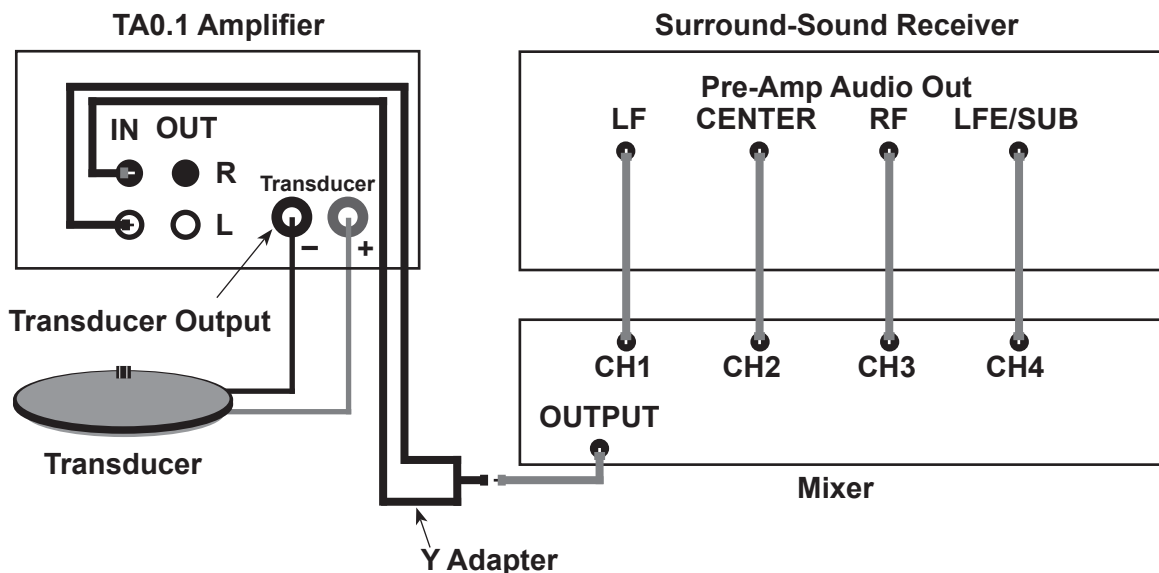 TA0.1 Amplifier
Surround-Sound Receiver
Pre-Amp Audio Out
LF CENTER RF LFE/SUB
IN OUT
R
Transducer
L
– +
Transducer Output
CH1 CH2 CH3 CH4
OUTPUT
Transducer
Mixer
Y Adapter